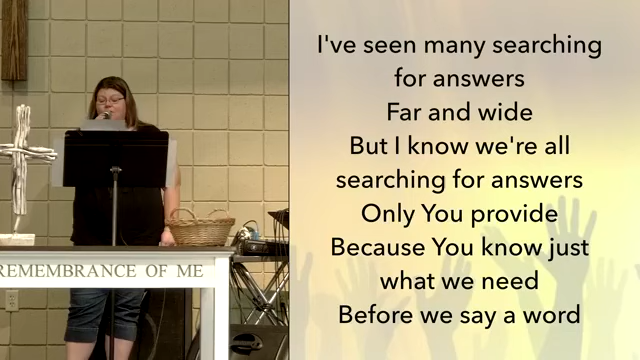 I've seen many searching
for answers
Far and wide
But I know we're all
searching for answers
Only You provide
Because You know just
what we need
Before we say a word
REMEMBRANCE OF ME